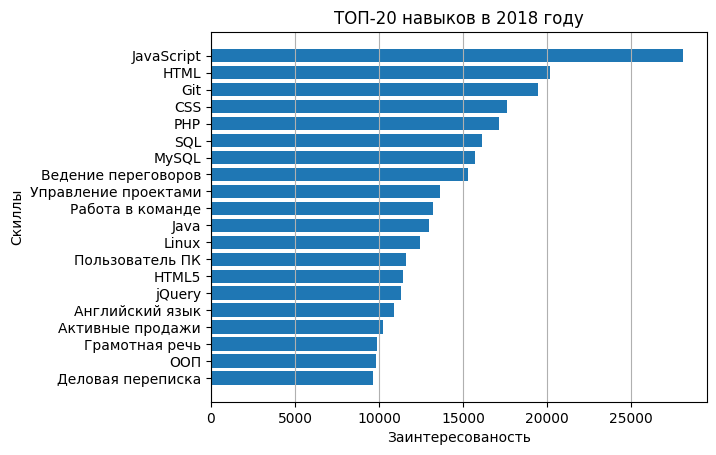 ТОП-20 навыков в 2018 году
JavaScript
HTML
Git
CSS
PHP
SQL
MySQL
Ведение переговоров
Управление проектами
Работа в команде
Java
Linux
Пользователь ПК
HTML5
jQuery
Английский язык
Активные продажи
Грамотная речь
ООП
Деловая переписка
Скиллы
0 5000 10000 15000 20000 25000
Заинтересованость